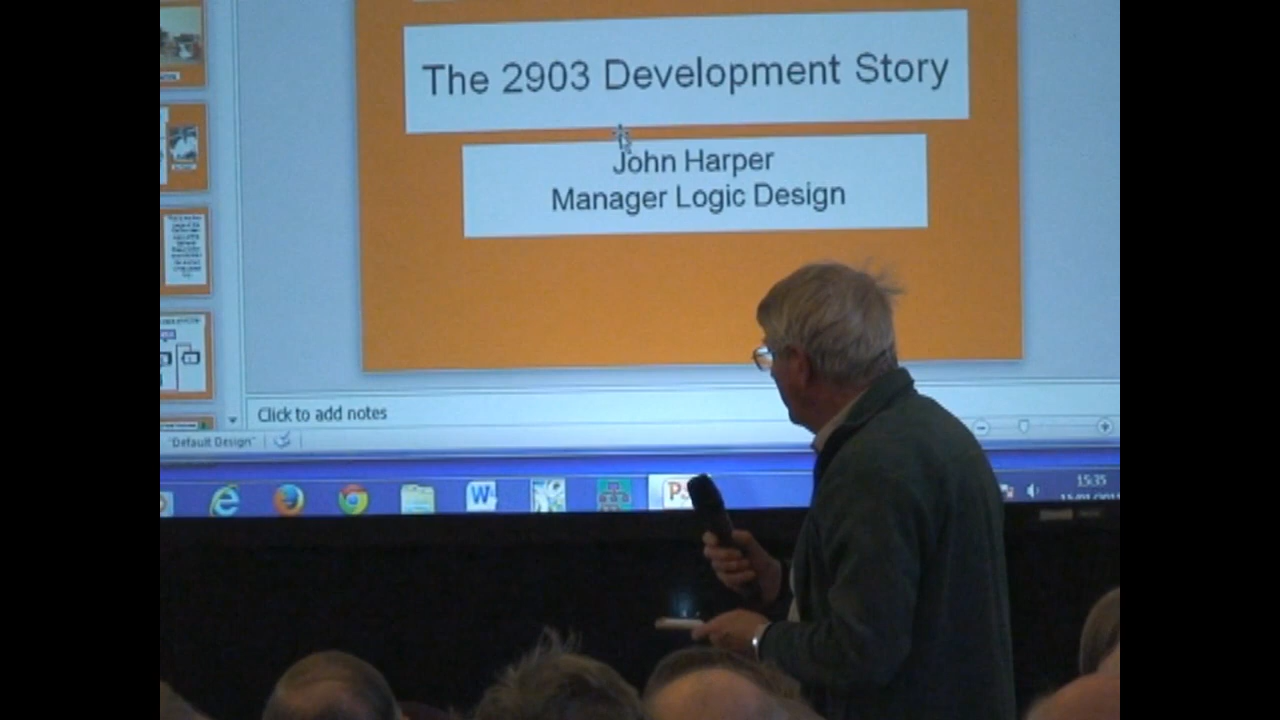 The 2903 Development Story
John Harper
Manager Logic Design
Click to add notes
"Default Design"
15:35